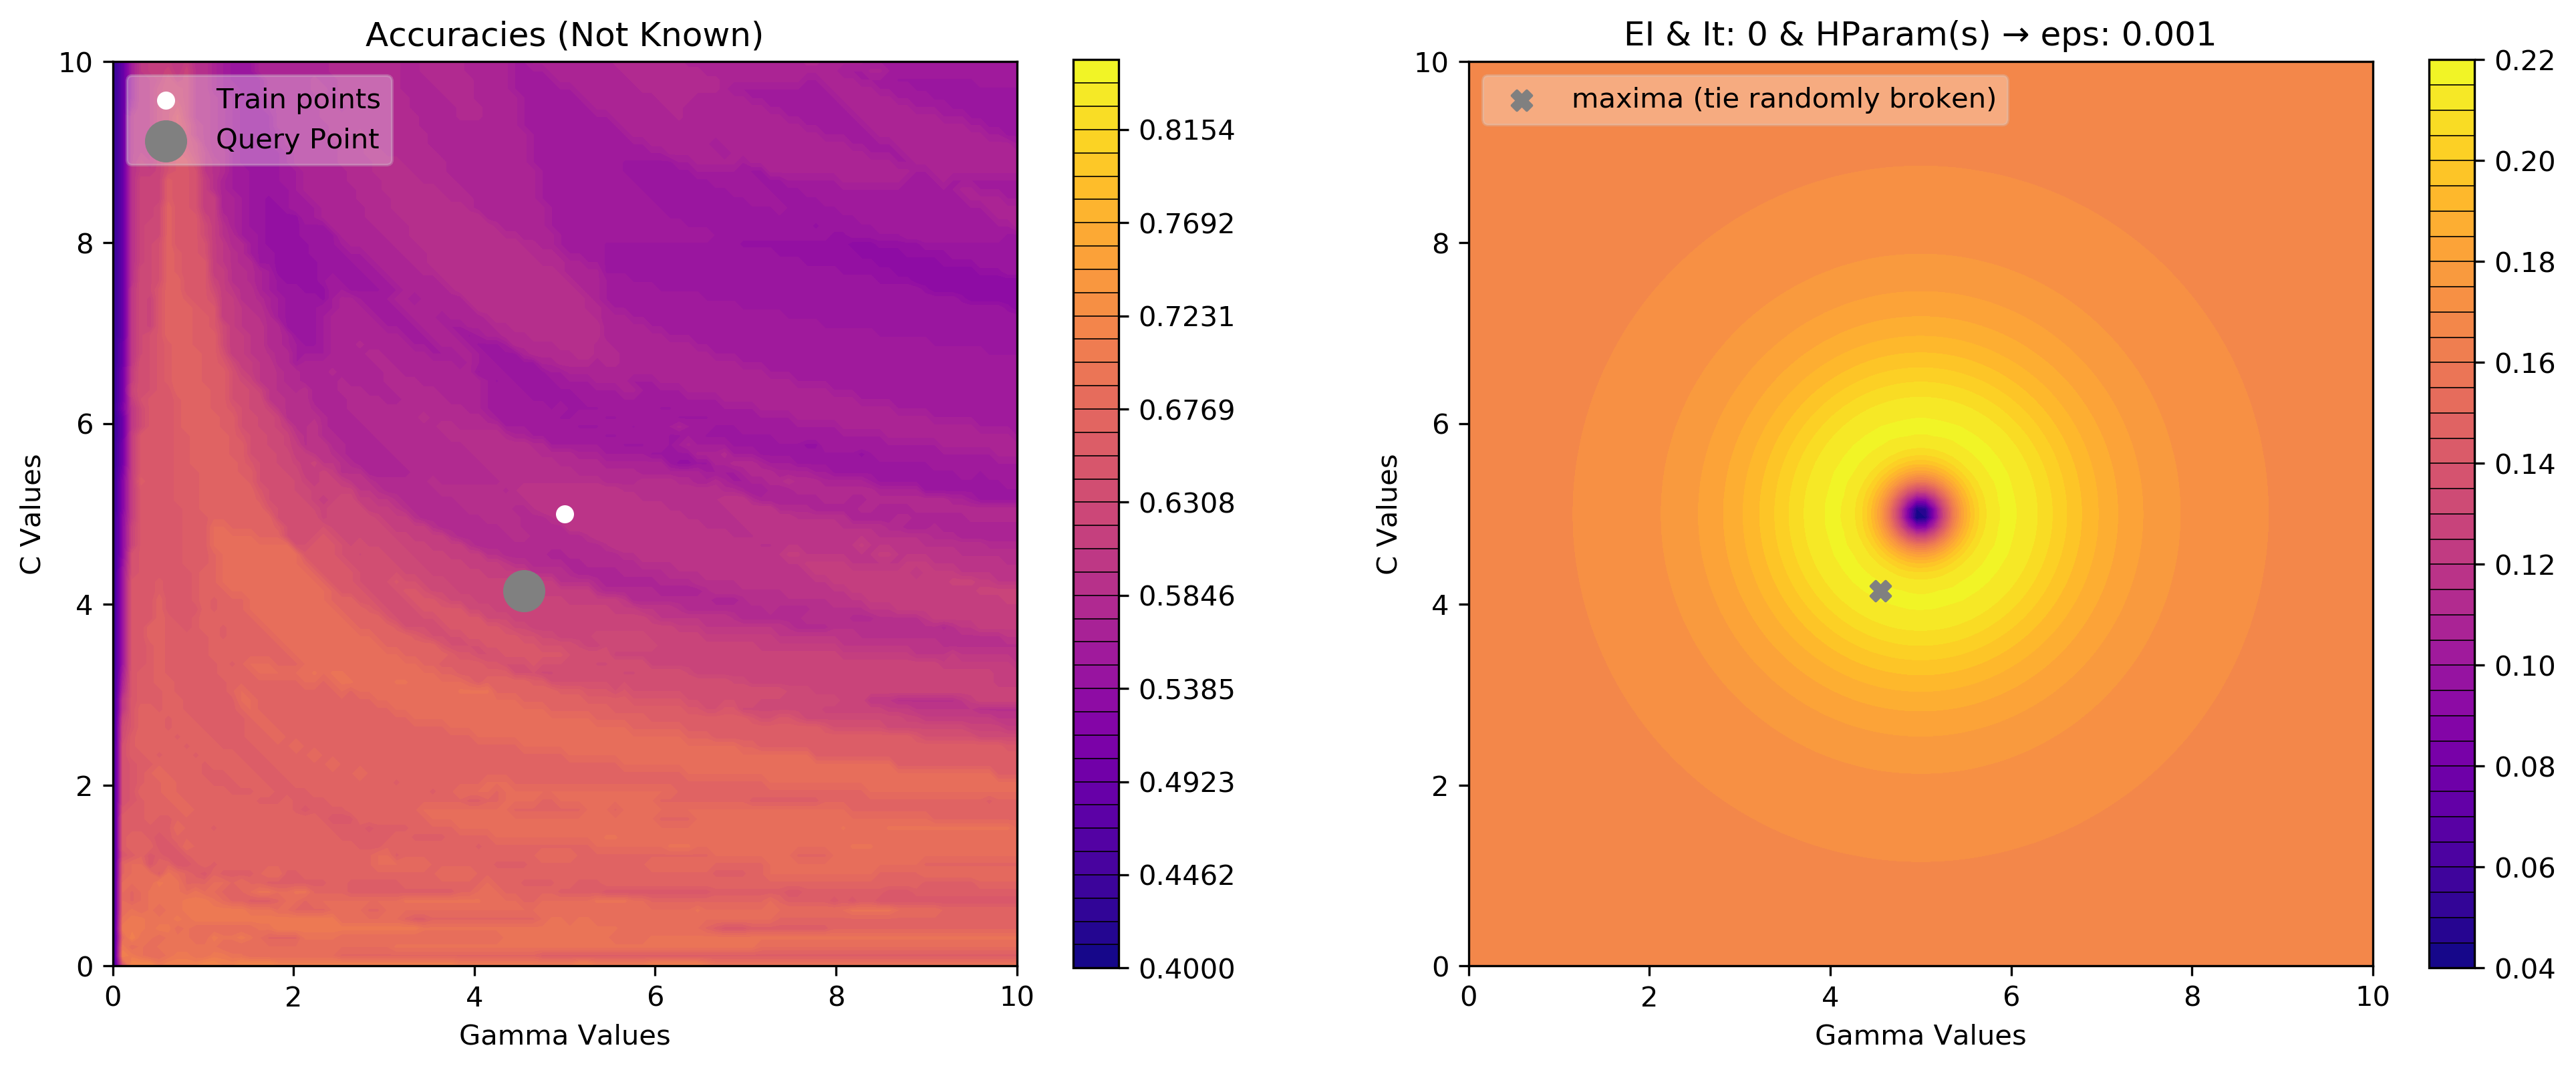 Accuracies (Not Known)
10
8
6
4
2
0
C Values
Train points
Query Point
0 2 4 6 8 10
Gamma Values
0.8154
0.7692
0.7231
0.6769
0.6308
0.5846
0.5385
0.4923
0.4462
0.4000
EI & It: 0 & HParam(s) → eps: 0.001
10
8
6
4
2
0
C Values
maxima (tie randomly broken)
0 2 4 6 8 10
Gamma Values
0.22
0.20
0.18
0.16
0.14
0.12
0.10
0.08
0.06
0.04